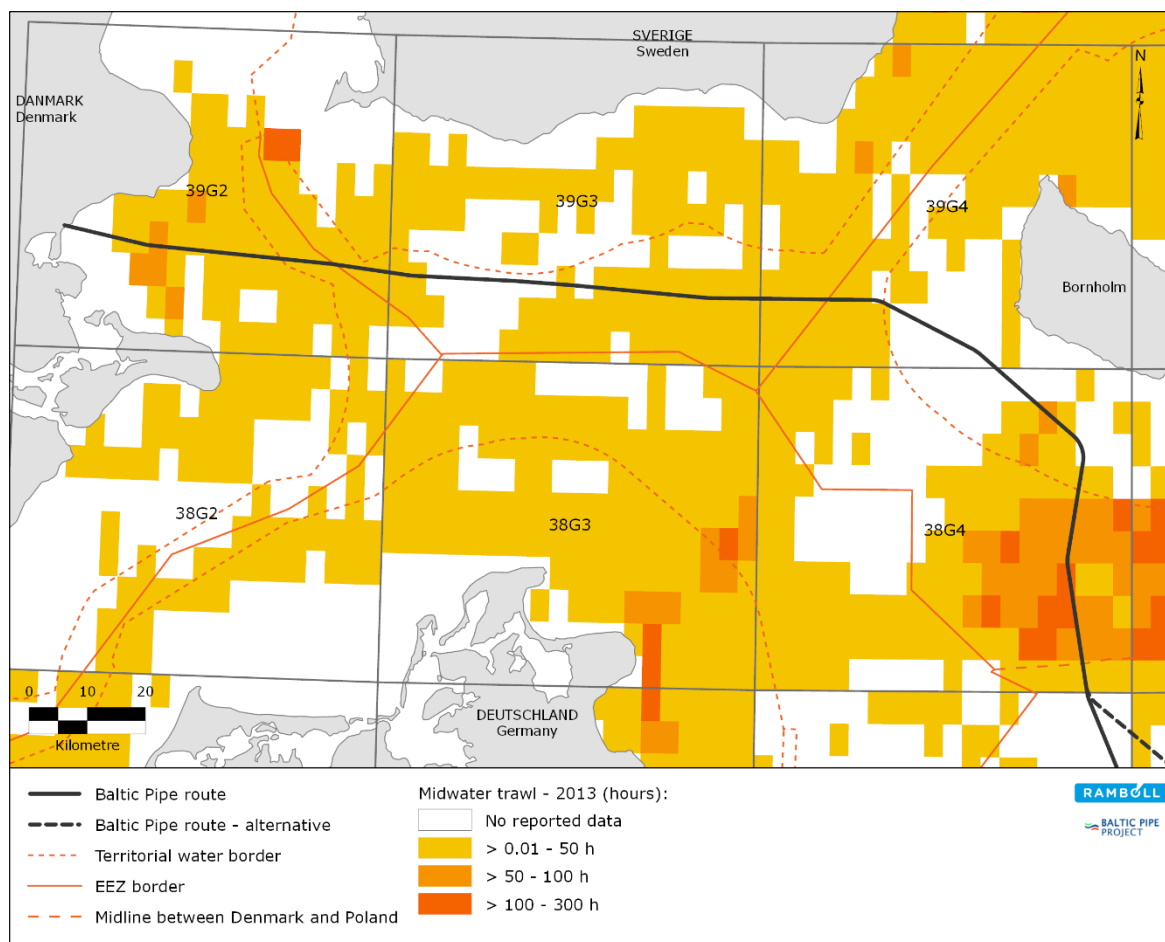 SVERIGE
Sweden
N
DANMARK
Denmark
39G2
39G3
39G4
Bornholm
38G2
38G3
38G4
0 10 20
Kilometre
DEUTSCHLAND
Germany
Baltic Pipe route
Baltic Pipe route - alternative
Territorial water border
EEZ border
Midline between Denmark and Poland
Midwater trawl - 2013 (hours):
No reported data
> 0.01 - 50 h
> 50 - 100 h
> 100 - 300 h
RAMBOLL
BALTIC PIPE
PROJECT